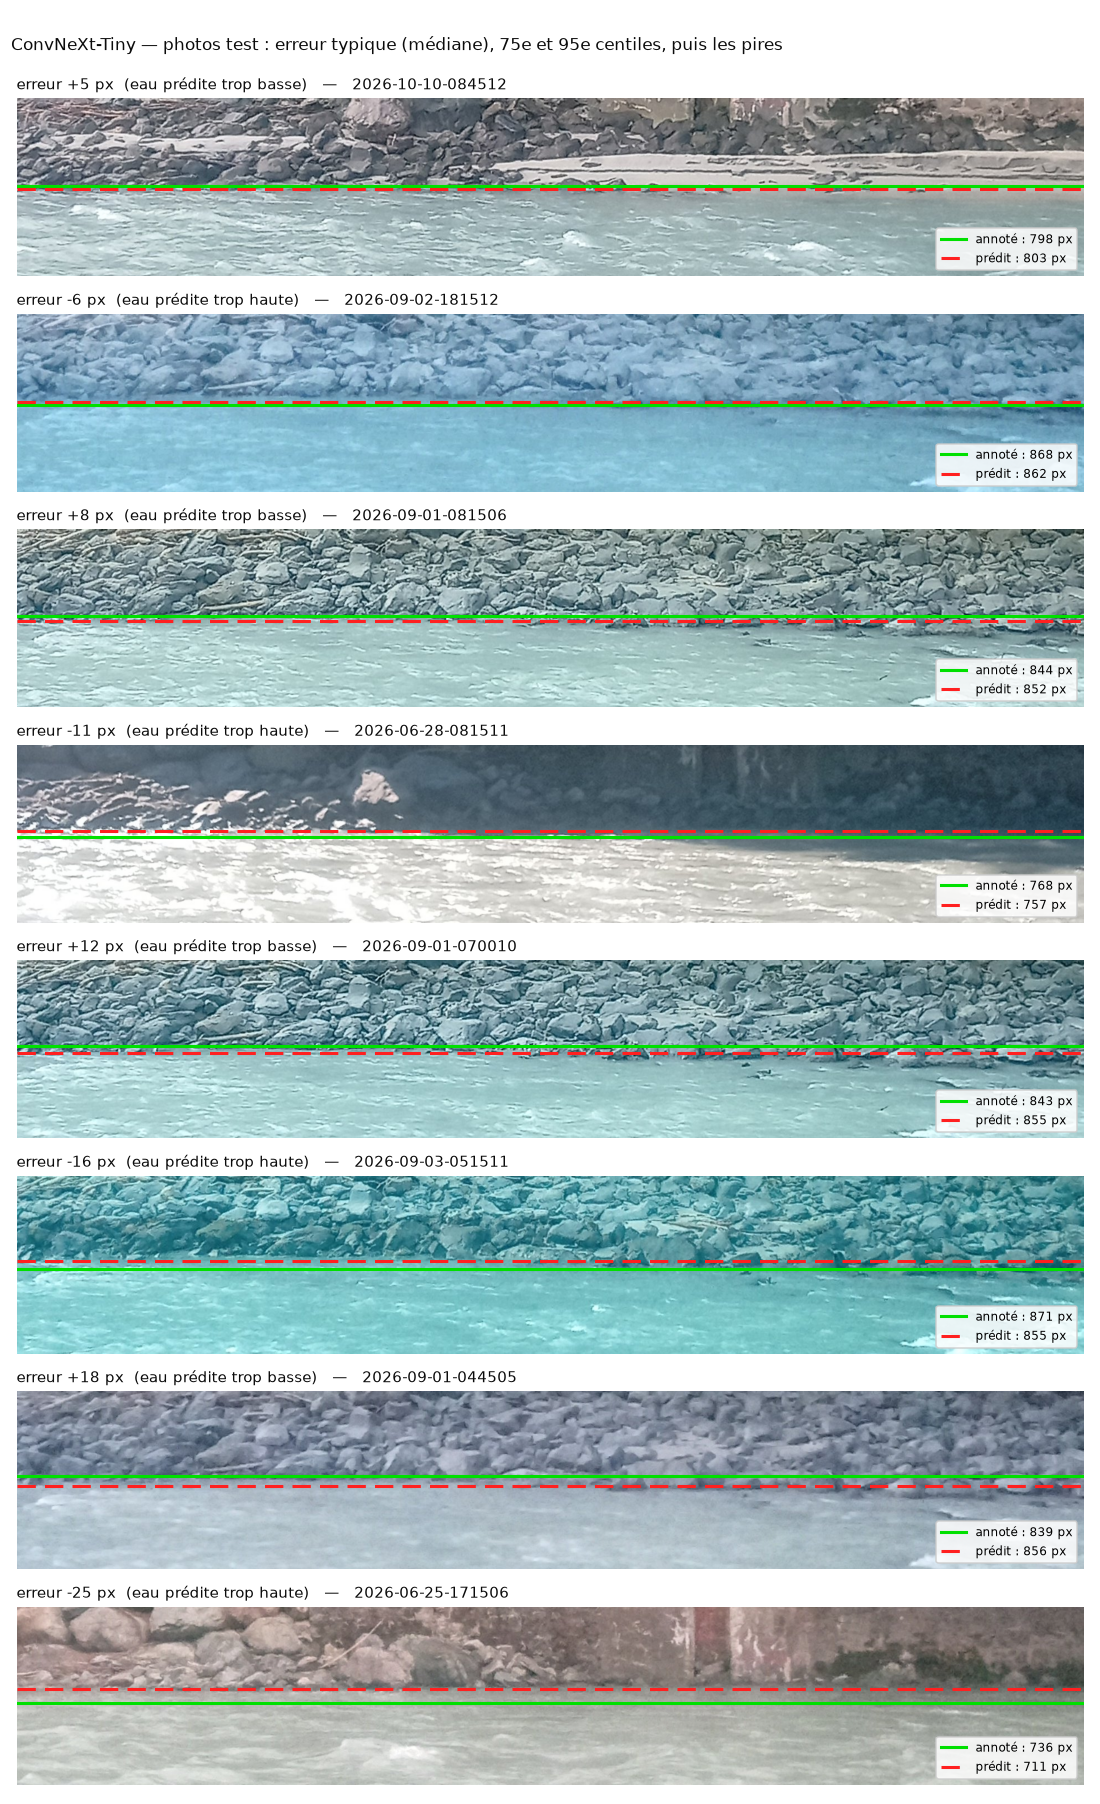 ConvNeXt-Tiny — photos test : erreur typique (médiane), 75e et 95e centiles, puis les pires
erreur +5 px  (eau prédite trop basse)   —   2026-10-10-084512
annoté : 798 px
prédit : 803 px
erreur -6 px  (eau prédite trop haute)   —   2026-09-02-181512
annoté : 868 px
prédit : 862 px
erreur +8 px  (eau prédite trop basse)   —   2026-09-01-081506
annoté : 844 px
prédit : 852 px
erreur -11 px  (eau prédite trop haute)   —   2026-06-28-081511
annoté : 768 px
prédit : 757 px
erreur +12 px  (eau prédite trop basse)   —   2026-09-01-070010
annoté : 843 px
prédit : 855 px
erreur -16 px  (eau prédite trop haute)   —   2026-09-03-051511
annoté : 871 px
prédit : 855 px
erreur +18 px  (eau prédite trop basse)   —   2026-09-01-044505
annoté : 839 px
prédit : 856 px
erreur -25 px  (eau prédite trop haute)   —   2026-06-25-171506
annoté : 736 px
prédit : 711 px